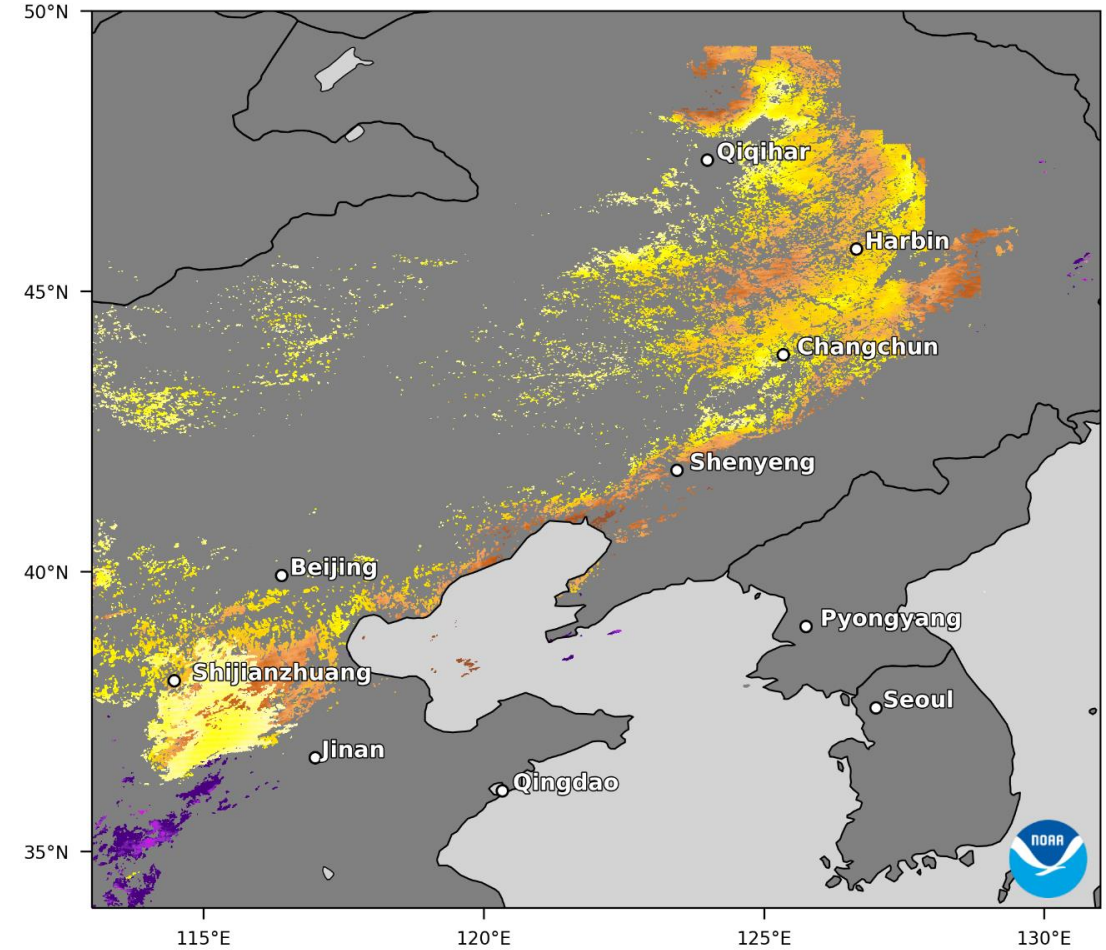 50°N
Qiqihar
Harbin
45°N
Changchun
Shenyeng
40°N
Beijing
Pyongyang
Shijianzhuang
Seoul
Jinan
Qingdao
35°N
NOAA
115°E
120°E
125°E
130°E